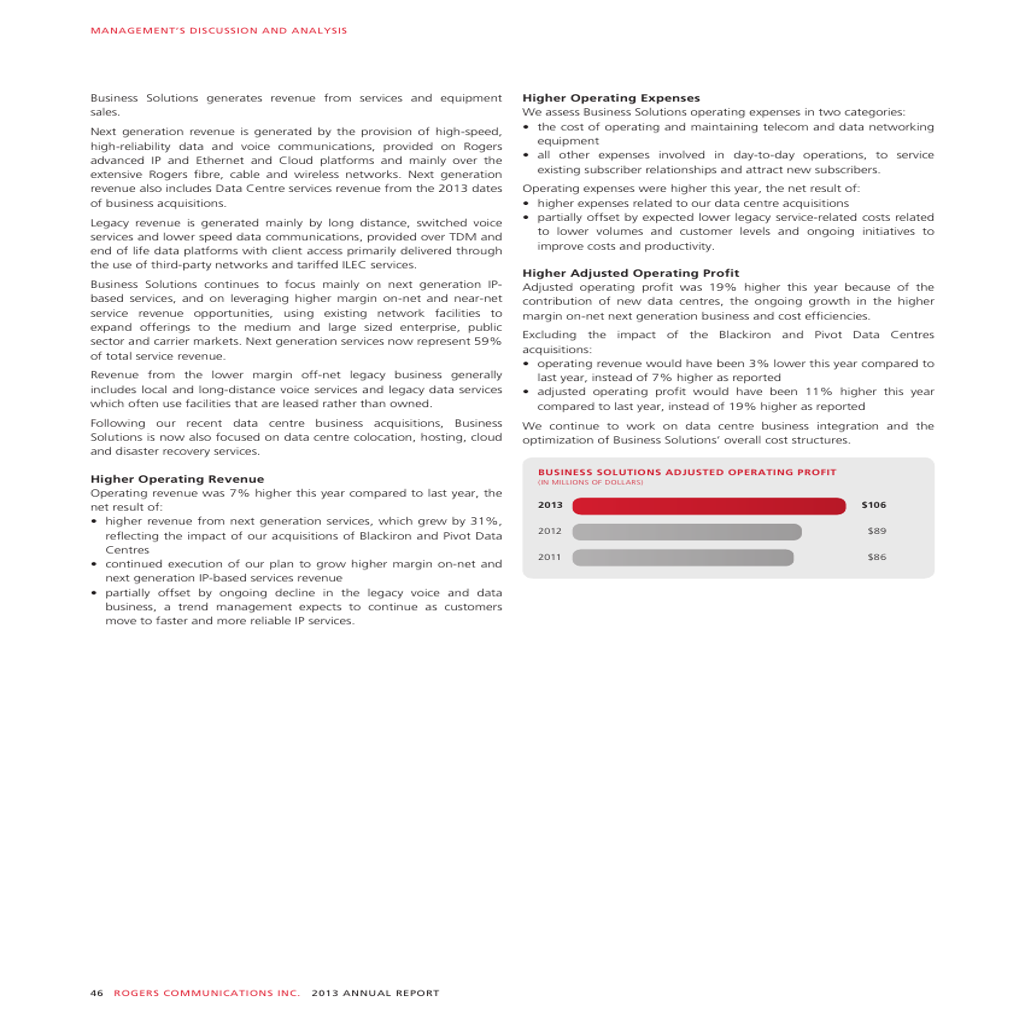 MANAGEMENT'S DISCUSSION AND ANALYSIS
Business Solutions generates revenue from services and equipment
sales.
Next generation revenue is generated by the provision of high-speed,
high-reliability data and voice communications, provided on Rogers
advanced IP and Ethernet and Cloud platforms and mainly over the
extensive Rogers fibre, cable and wireless networks. Next generation
revenue also includes Data Centre services revenue from the 2013 dates
of business acquisitions.
Legacy revenue is generated mainly by long distance, switched voice
services and lower speed data communications, provided over TDM and
end of life data platforms with client access primarily delivered through
the use of third-party networks and tariffed ILEC services.
Business Solutions continues to focus mainly on next generation IP-
based services, and on leveraging higher margin on-net and near-net
service revenue opportunities, using existing network facilities to
expand offerings to the medium and large sized enterprise, public
sector and carrier markets. Next generation services now represent 59%
of total service revenue.
Revenue from the lower margin off-net legacy business generally
includes local and long-distance voice services and legacy data services
which often use facilities that are leased rather than owned.
Following our recent data centre business acquisitions, Business
Solutions is now also focused on data centre colocation, hosting, cloud
and disaster recovery services.
Higher Operating Revenue
Operating revenue was 7% higher this year compared to last year, the
net result of:
• higher revenue from next generation services, which grew by 31%,
reflecting the impact of our acquisitions of Blackiron and Pivot Data
Centres
• continued execution of our plan to grow higher margin on-net and
next generation IP-based services revenue
• partially offset by ongoing decline in the legacy voice and data
business, a trend management expects to continue as customers
move to faster and more reliable IP services.
Higher Operating Expenses
We assess Business Solutions operating expenses in two categories:
• the cost of operating and maintaining telecom and data networking
equipment
• all other expenses involved in day-to-day operations, to service
existing subscriber relationships and attract new subscribers.
Operating expenses were higher this year, the net result of:
• higher expenses related to our data centre acquisitions
• partially offset by expected lower legacy service-related costs related
to lower volumes and customer levels and ongoing initiatives to
improve costs and productivity.
Higher Adjusted Operating Profit
Adjusted operating profit was 19% higher this year because of the
contribution of new data centres, the ongoing growth in the higher
margin on-net next generation business and cost efficiencies.
Excluding the impact of the Blackiron and Pivot Data Centres
acquisitions:
• operating revenue would have been 3% lower this year compared to
last year, instead of 7% higher as reported
• adjusted operating profit would have been 11% higher this year
compared to last year, instead of 19% higher as reported
We continue to work on data centre business integration and the
optimization of Business Solutions' overall cost structures.
BUSINESS SOLUTIONS ADJUSTED OPERATING PROFIT
(IN MILLIONS OF DOLLARS)
2013 $106
2012 $89
2011 $86
46 ROGERS COMMUNICATIONS INC. 2013 ANNUAL REPORT